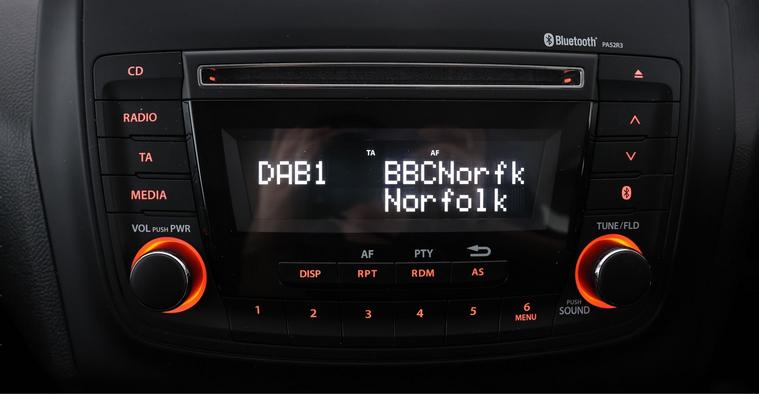 Bluetooth® PA52R3
CD
RADIO
TA
MEDIA
VOL PUSH PWR
TA AF
DAB1 BBCNorfk
Norfolk
TUNE/FLD
AF PTY
DISP RPT RDM AS
1 2 3 4 5 6
MENU
PUSH
SOUND